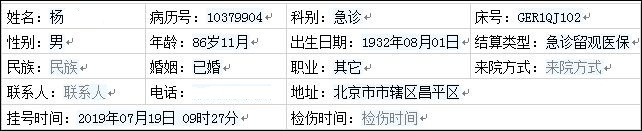 姓名：杨 病历号：10379904 科别：急诊 床号：GER1QJ102
性别：男 年龄：86岁11月 出生日期：1932年08月01日 结算类型：急诊留观医保
民族：民族 婚姻：已婚 职业：其它 来院方式：来院方式
联系人：联系人 电话： 地址：北京市市辖区昌平区
挂号时间：2019年07月19日 09时27分 检伤时间：检伤时间